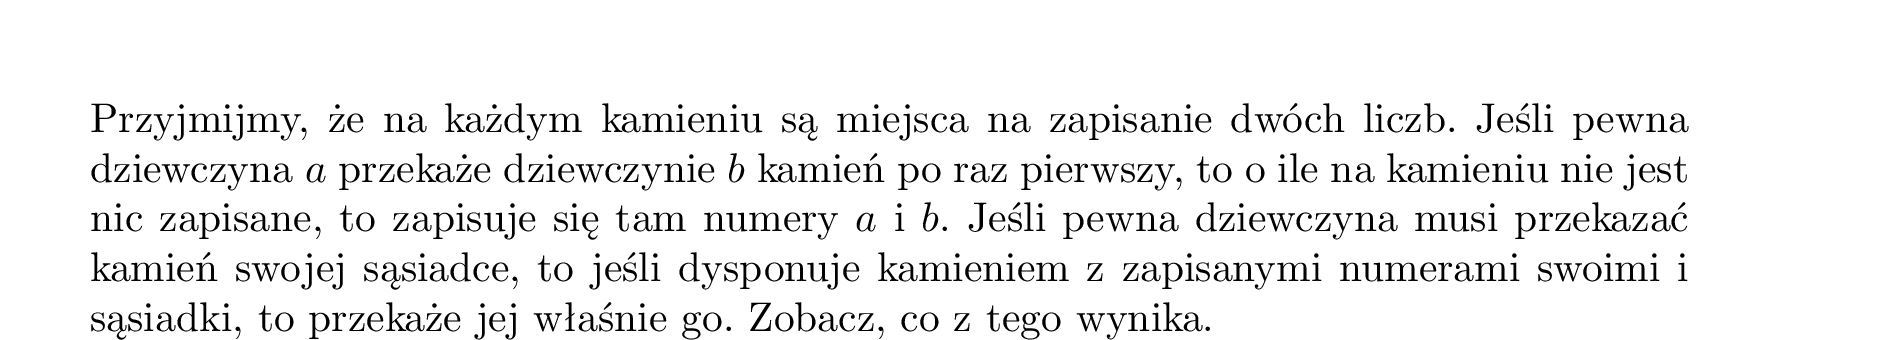 Przyjmijmy, że na każdym kamieniu są miejsca na zapisanie dwóch liczb. Jeśli pewna
dziewczyna a przekaże dziewczynie b kamień po raz pierwszy, to o ile na kamieniu nie jest
nic zapisane, to zapisuje się tam numery a i b. Jeśli pewna dziewczyna musi przekazać
kamień swojej sąsiadce, to jeśli dysponuje kamieniem z zapisanymi numerami swoimi i
sąsiadki, to przekaże jej właśnie go. Zobacz, co z tego wynika.